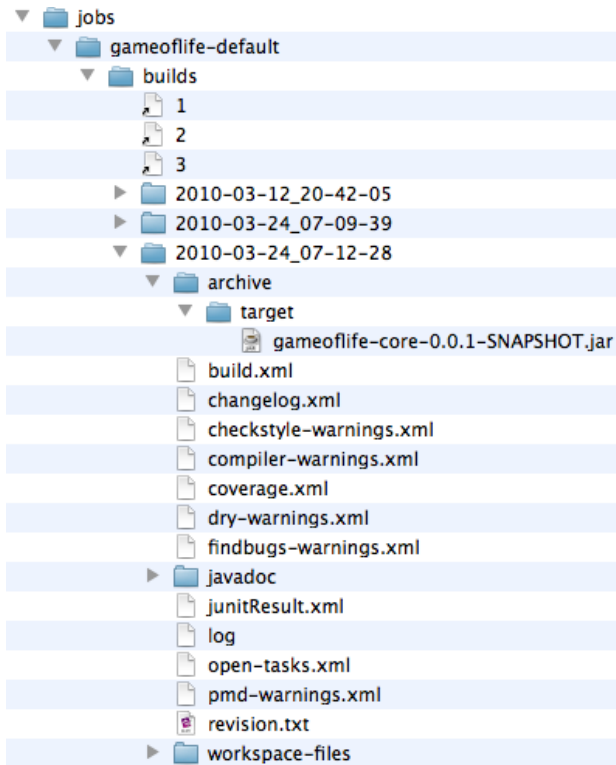 jobs
gameoflife-default
builds
1
2
3
2010-03-12_20-42-05
2010-03-24_07-09-39
2010-03-24_07-12-28
archive
target
gameoflife-core-0.0.1-SNAPSHOT.jar
build.xml
changelog.xml
checkstyle-warnings.xml
compiler-warnings.xml
coverage.xml
dry-warnings.xml
findbugs-warnings.xml
javadoc
junitResult.xml
log
open-tasks.xml
pmd-warnings.xml
revision.txt
workspace-files